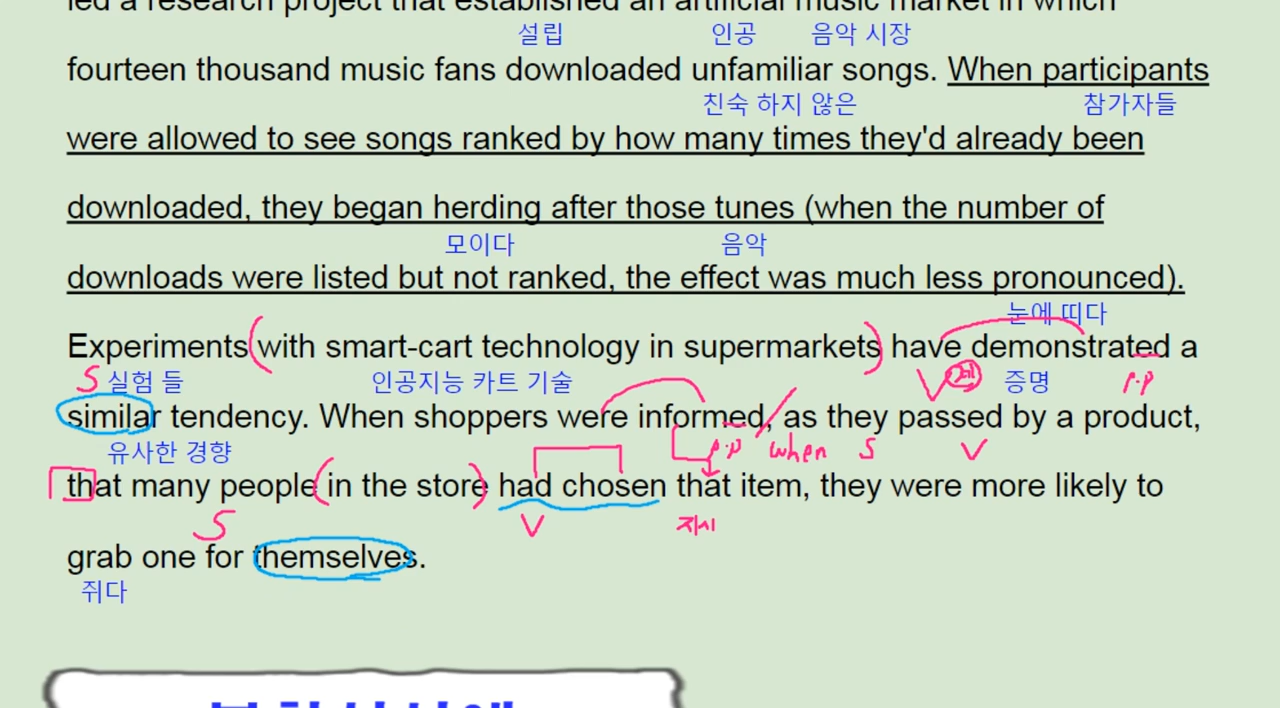 led a research project that established an artificial music market in which
설립 인공 음악 시장
fourteen thousand music fans downloaded unfamiliar songs. When participants
친숙 하지 않은 참가자들
were allowed to see songs ranked by how many times they'd already been
downloaded, they began herding after those tunes (when the number of
모이다 음악
downloads were listed but not ranked, the effect was much less pronounced).
눈에 띠다
Experiments (with smart-cart technology in supermarkets) have demonstrated a
S 실험 들 인공지능 카트 기술 V 증명 p.p
similar tendency. When shoppers were informed, as they passed by a product,
유사한 경향 p.p when S V
that many people (in the store) had chosen that item, they were more likely to
S V 지시
grab one for themselves.
쥐다